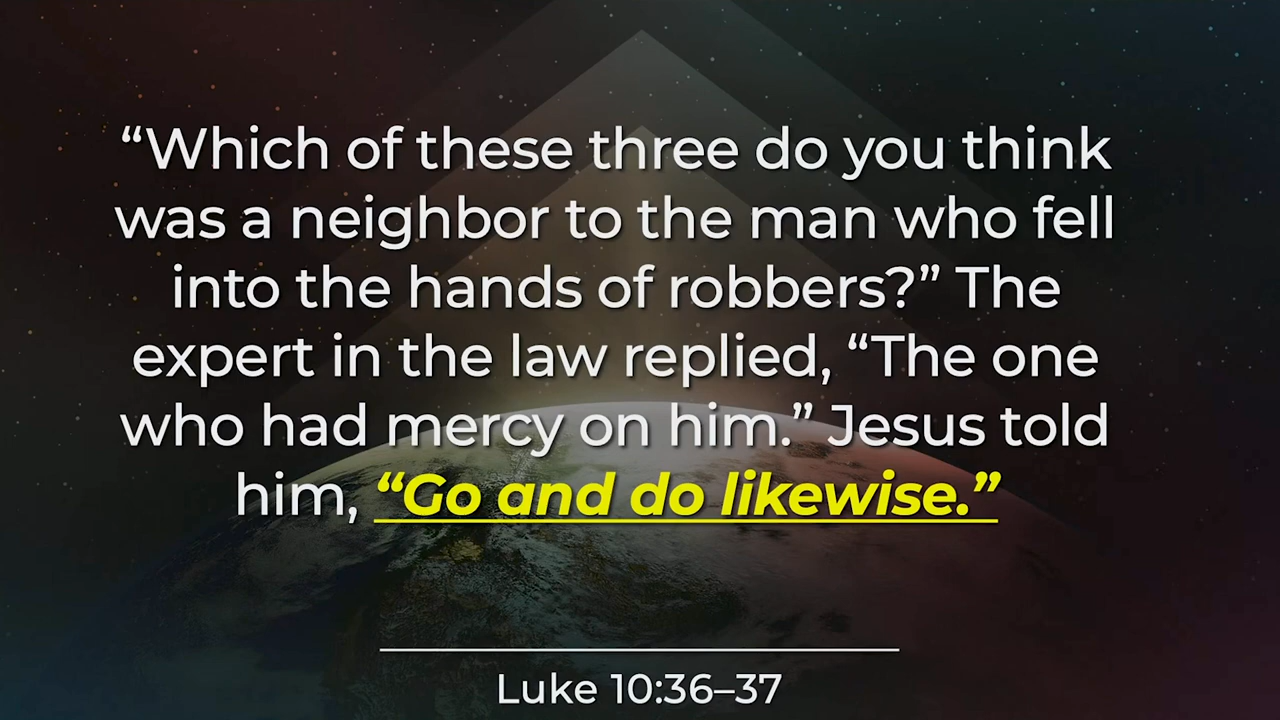 “Which of these three do you think
was a neighbor to the man who fell
into the hands of robbers?” The
expert in the law replied, “The one
who had mercy on him.” Jesus told
him, “Go and do likewise.”
Luke 10:36–37